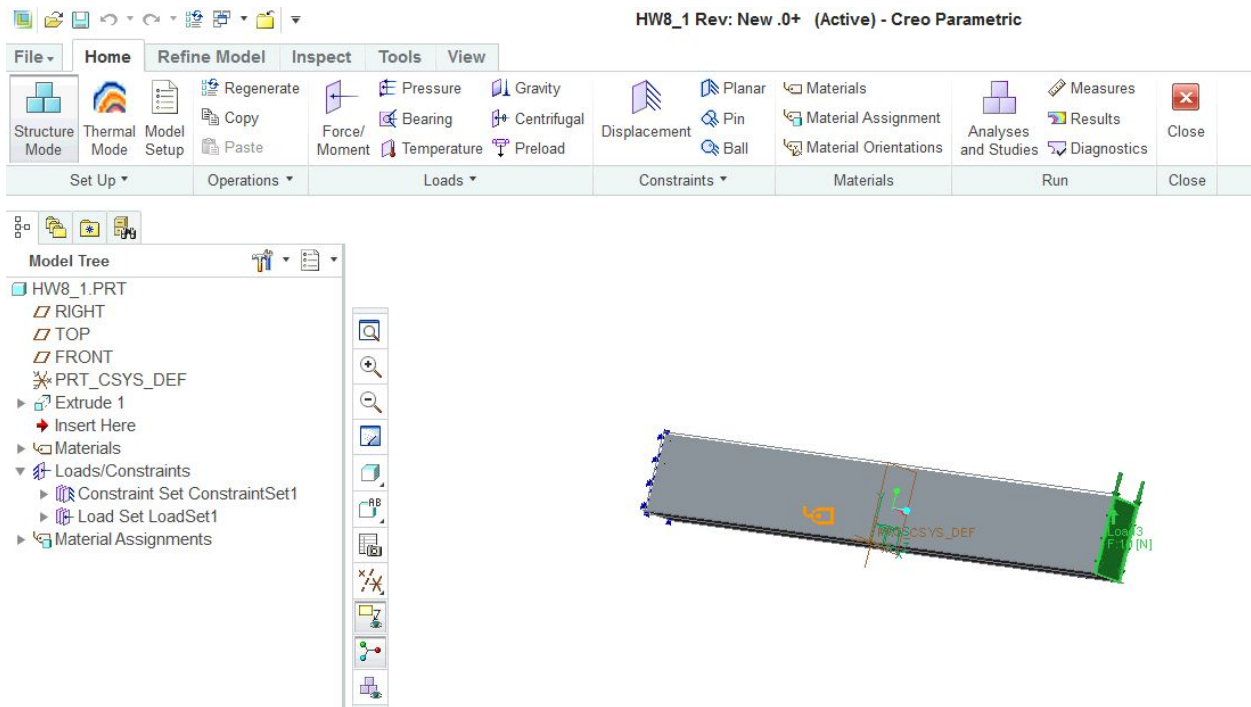 HW8_1 Rev: New .0+ (Active) - Creo Parametric
File Home Refine Model Inspect Tools View
Structure Mode
Thermal Mode
Model Setup
Regenerate
Copy
Paste
Force/ Moment
Pressure
Bearing
Temperature
Gravity
Centrifugal
Preload
Displacement
Planar
Pin
Ball
Materials
Material Assignment
Material Orientations
Analyses and Studies
Measures
Results
Diagnostics
Close
Set Up Operations Loads Constraints Materials Run Close
Model Tree
HW8_1.PRT
RIGHT
TOP
FRONT
PRT_CSYS_DEF
Extrude 1
Insert Here
Materials
Loads/Constraints
Constraint Set ConstraintSet1
Load Set LoadSet1
Material Assignments
AB
CSYS_DEF
Load3
F:10 [N]